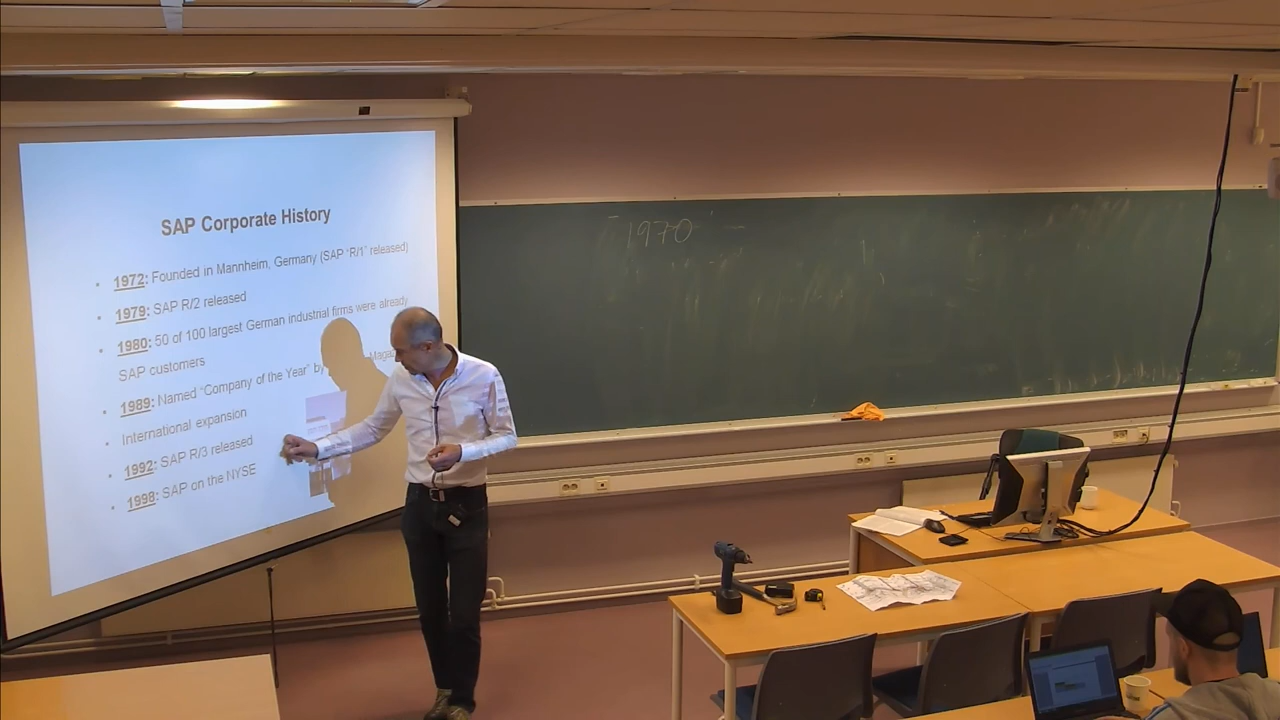 SAP Corporate History
• 1972: Founded in Mannheim, Germany (SAP 'R/1' released)
• 1979: SAP R/2 released
• 1980: 50 of 100 largest German industrial firms were already
SAP customers
• 1989: Named "Company of the Year" by
• International expansion
• 1992: SAP R/3 released
• 1998: SAP on the NYSE
1970